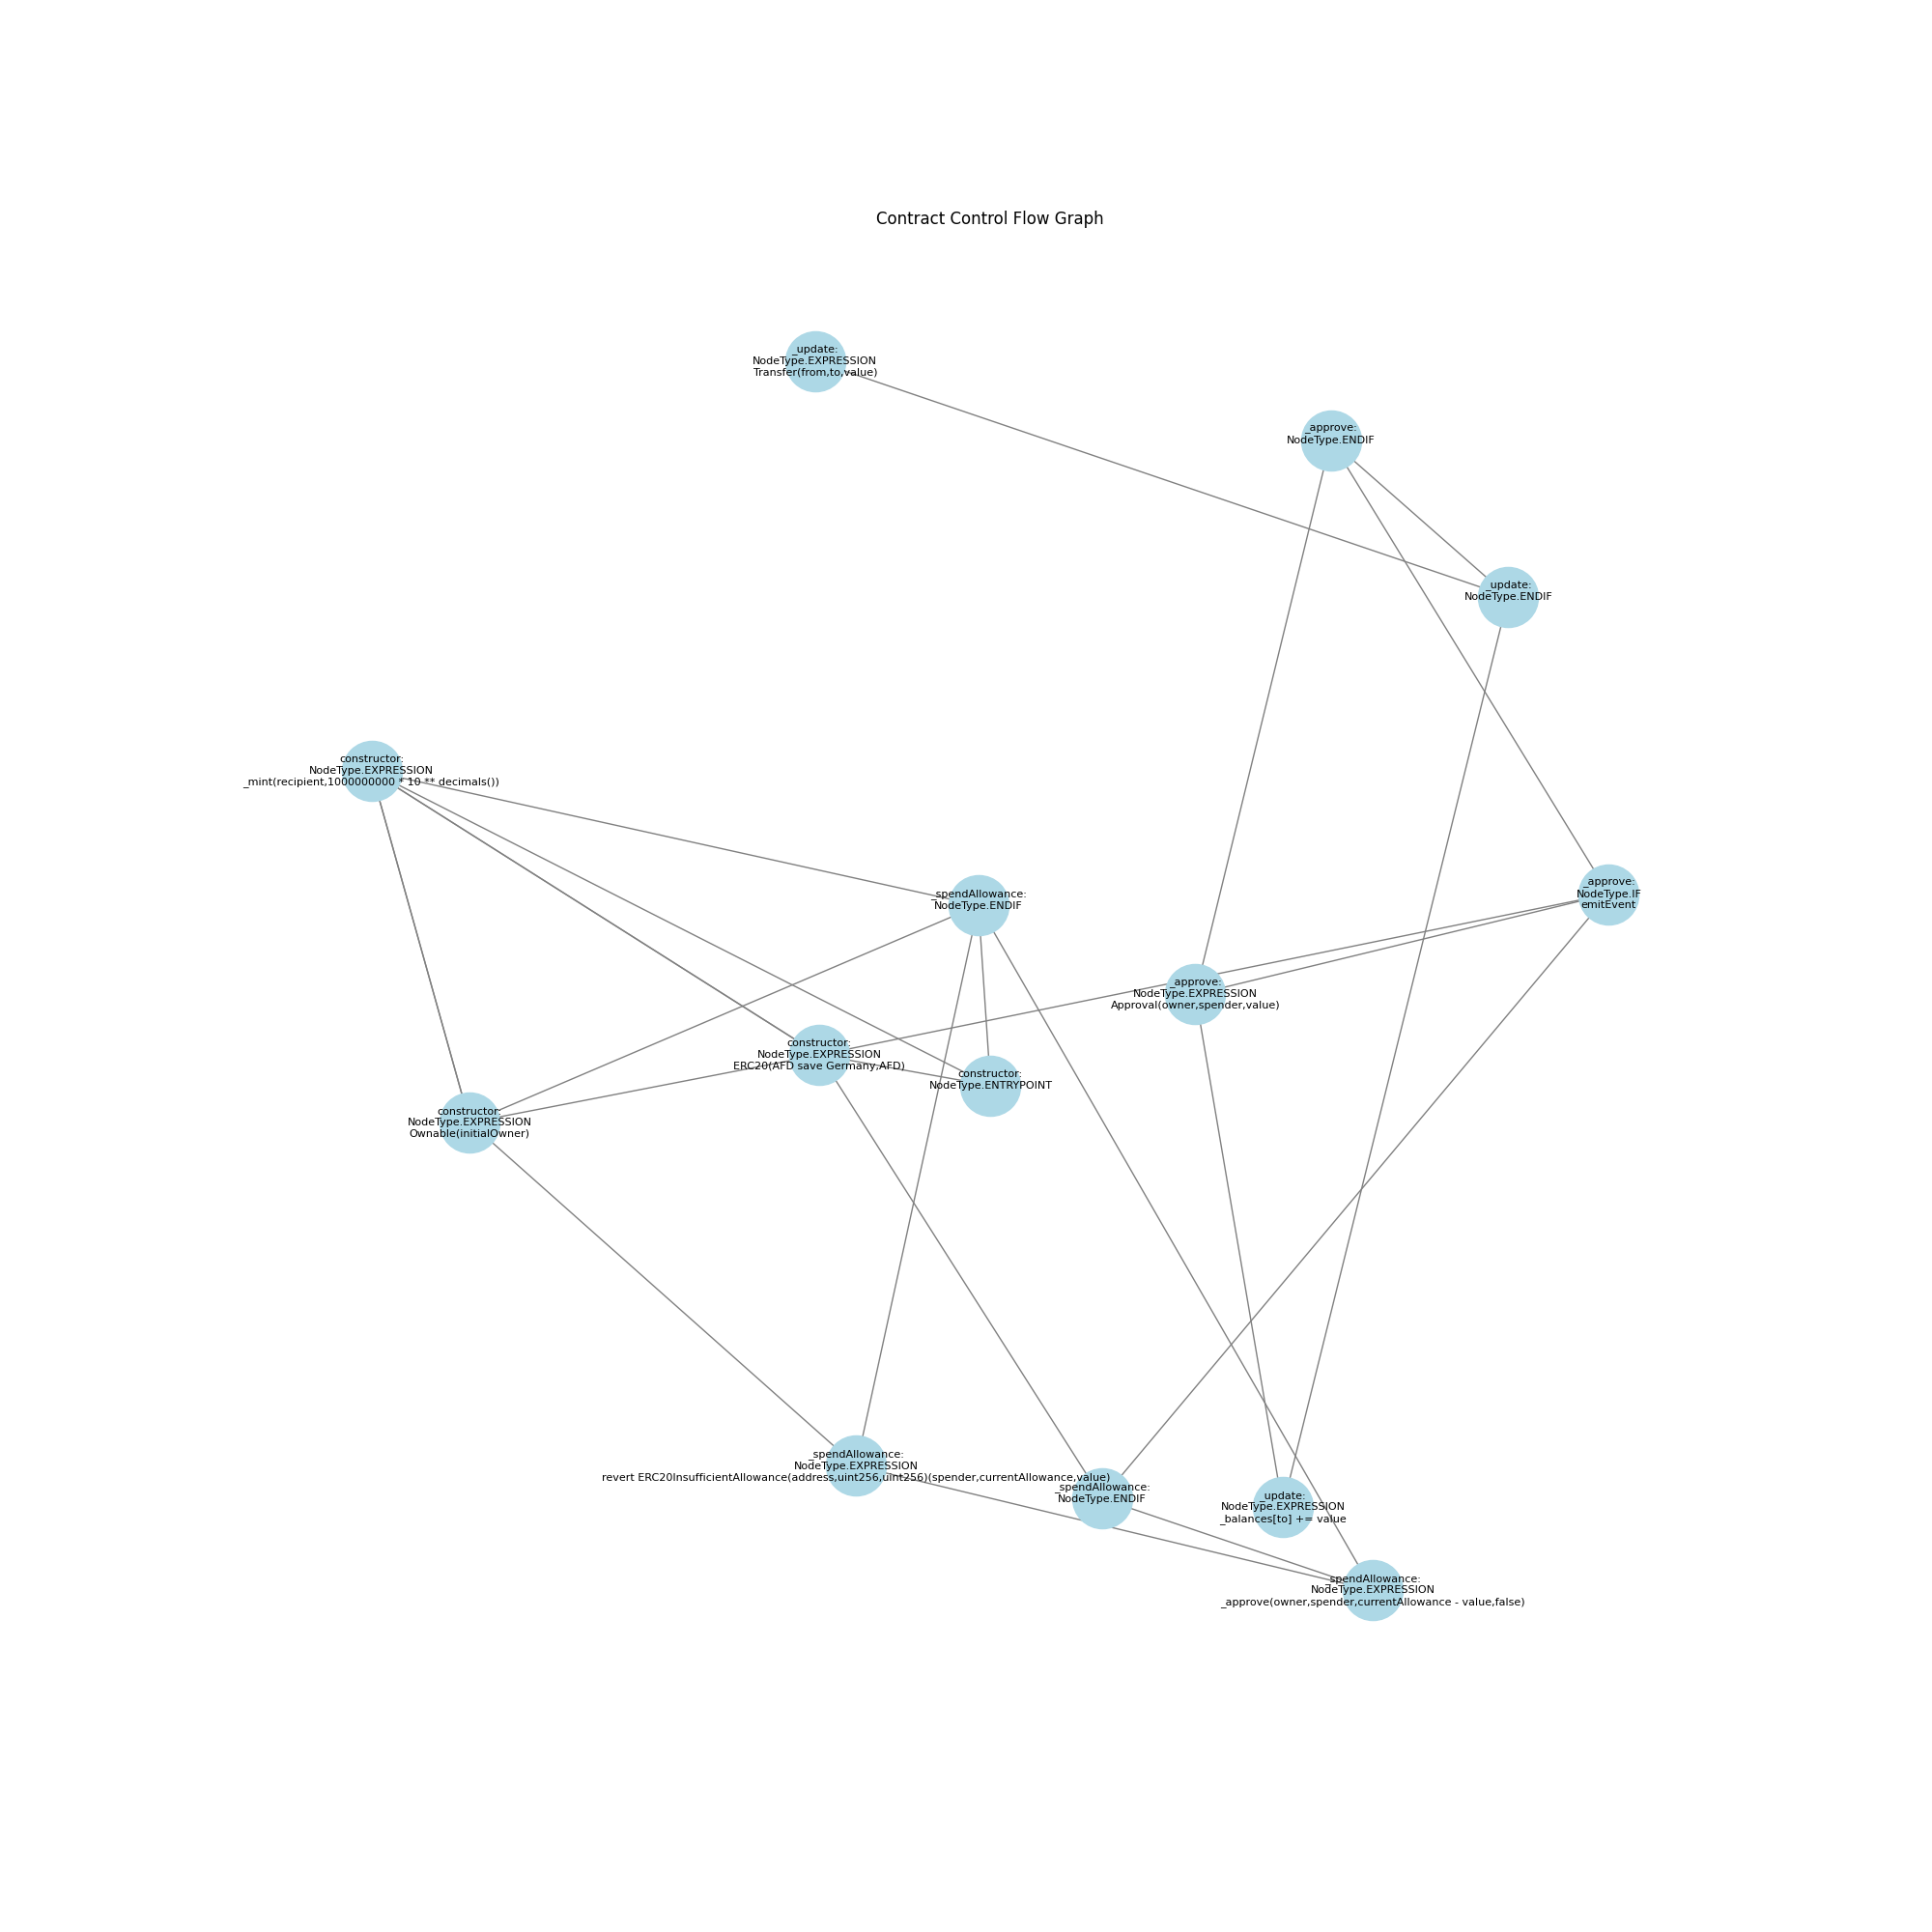 Contract Control Flow Graph
_update:
NodeType.EXPRESSION
Transfer(from,to,value)
_approve:
NodeType.ENDIF
_update:
NodeType.ENDIF
constructor:
NodeType.EXPRESSION
_mint(recipient,1000000000 * 10 ** decimals())
_spendAllowance:
NodeType.ENDIF
_approve:
NodeType.IF
emitEvent
_approve:
NodeType.EXPRESSION
Approval(owner,spender,value)
constructor:
NodeType.EXPRESSION
ERC20(AFD save Germany,AFD)
constructor:
NodeType.ENTRYPOINT
constructor:
NodeType.EXPRESSION
Ownable(initialOwner)
_spendAllowance:
NodeType.EXPRESSION
revert ERC20InsufficientAllowance(address,uint256,uint256)(spender,currentAllowance,value)
_spendAllowance:
NodeType.ENDIF
_update:
NodeType.EXPRESSION
_balances[to] += value
_spendAllowance:
NodeType.EXPRESSION
_approve(owner,spender,currentAllowance - value,false)